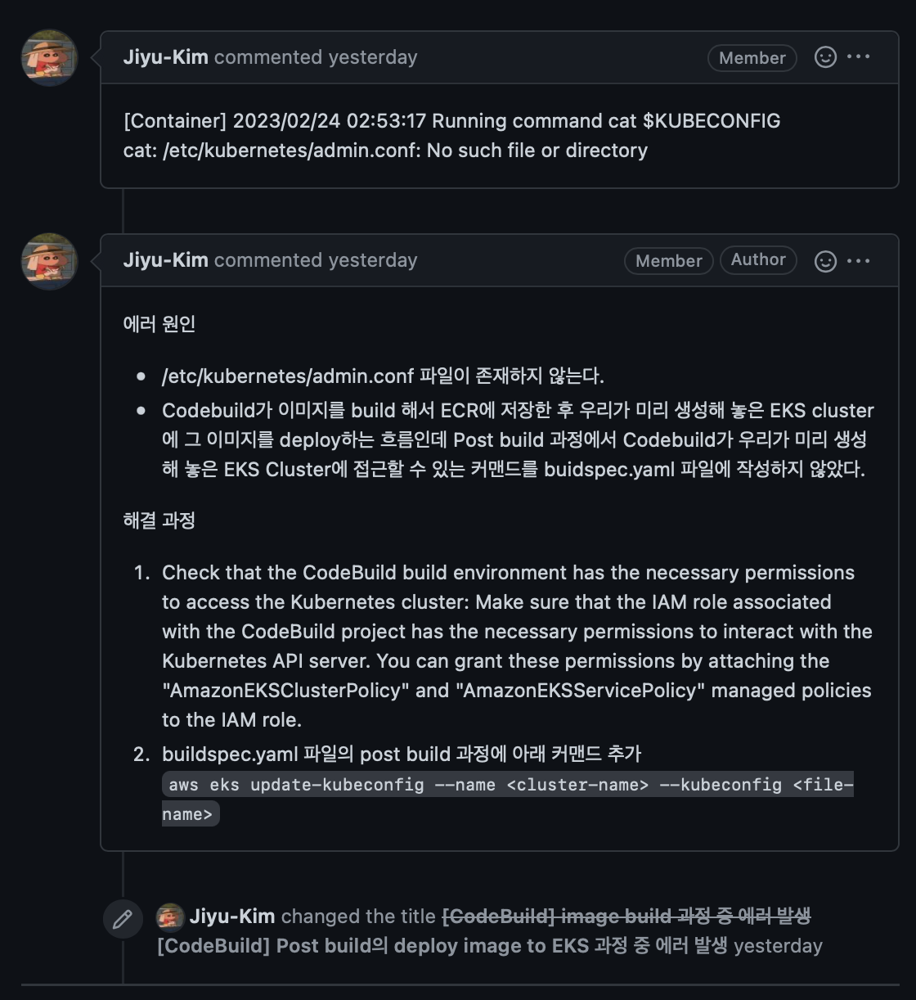 Jiyu-Kim commented yesterday Member
[Container] 2023/02/24 02:53:17 Running command cat $KUBECONFIG
cat: /etc/kubernetes/admin.conf: No such file or directory
Jiyu-Kim commented yesterday Member Author
에러 원인
• /etc/kubernetes/admin.conf 파일이 존재하지 않는다.
• Codebuild가 이미지를 build 해서 ECR에 저장한 후 우리가 미리 생성해 놓은 EKS cluster
에 그 이미지를 deploy하는 흐름인데 Post build 과정에서 Codebuild가 우리가 미리 생성
해 놓은 EKS Cluster에 접근할 수 있는 커맨드를 buidspec.yaml 파일에 작성하지 않았다.
해결 과정
1. Check that the CodeBuild build environment has the necessary permissions
to access the Kubernetes cluster: Make sure that the IAM role associated
with the CodeBuild project has the necessary permissions to interact with the
Kubernetes API server. You can grant these permissions by attaching the
"AmazonEKSClusterPolicy" and "AmazonEKSServicePolicy" managed policies
to the IAM role.
2. buildspec.yaml 파일의 post build 과정에 아래 커맨드 추가
aws eks update-kubeconfig --name <cluster-name> --kubeconfig <file-
name>
Jiyu-Kim changed the title [CodeBuild] image build 과정 중 에러 발생
[CodeBuild] Post build의 deploy image to EKS 과정 중 에러 발생 yesterday